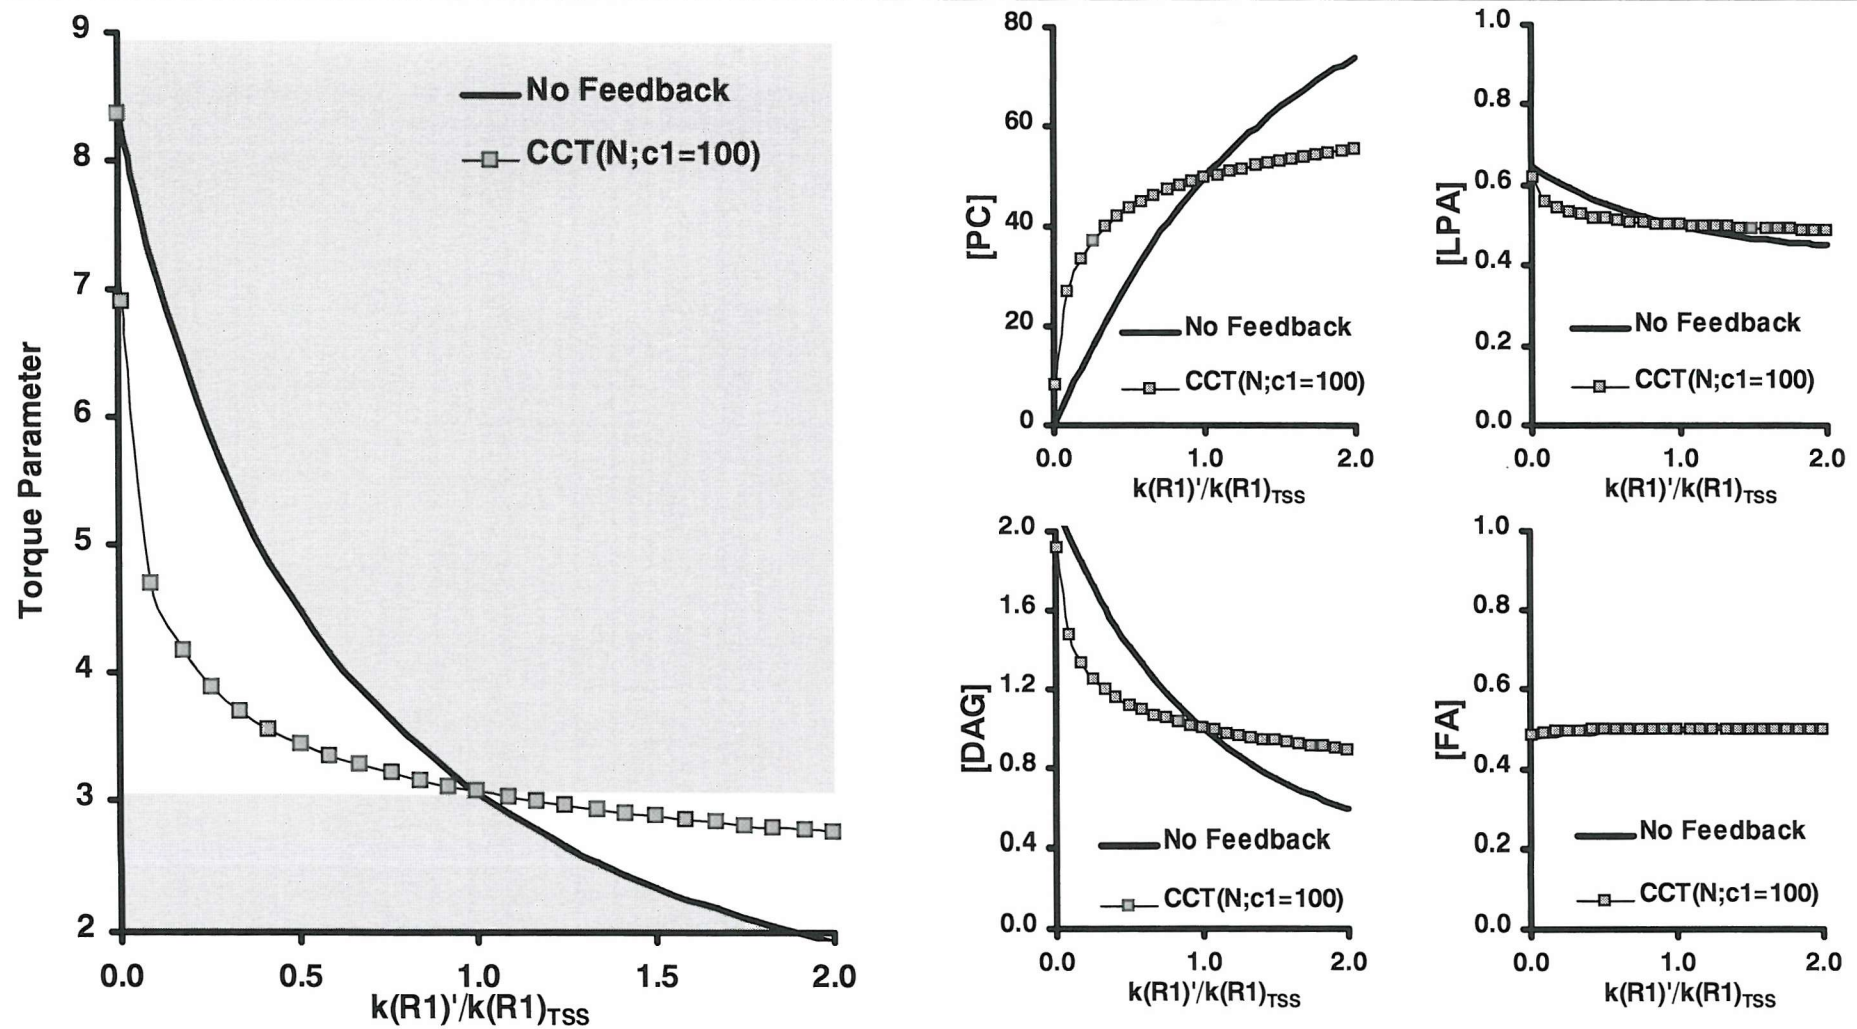 Torque Parameter
9
8
7
6
5
4
3
2
No Feedback
CCT(N;c1=100)
0.0 0.5 1.0 1.5 2.0
k(R1)'/k(R1)TSS
[PC]
80
60
40
20
0
No Feedback
CCT(N;c1=100)
0.0 1.0 2.0
k(R1)'/k(R1)TSS
[LPA]
1.0
0.8
0.6
0.4
0.2
0.0
No Feedback
CCT(N;c1=100)
0.0 1.0 2.0
k(R1)'/k(R1)TSS
[DAG]
2.0
1.6
1.2
0.8
0.4
0.0
No Feedback
CCT(N;c1=100)
0.0 1.0 2.0
k(R1)'/k(R1)TSS
[FA]
1.0
0.8
0.6
0.4
0.2
0.0
No Feedback
CCT(N;c1=100)
0.0 1.0 2.0
k(R1)'/k(R1)TSS